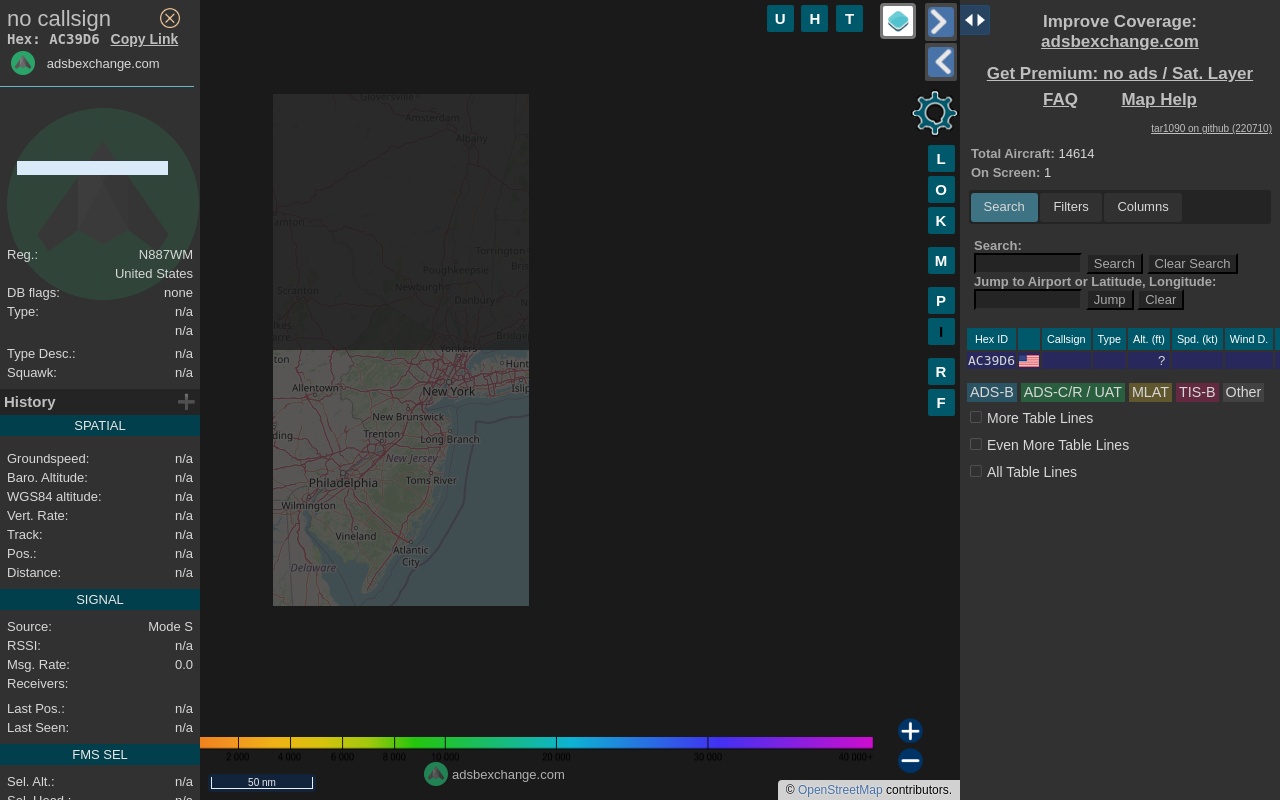 no callsign
Hex: AC39D6 Copy Link
adsbexchange.com
Reg.: N887WM
United States
DB flags: none
Type: n/a
n/a
Type Desc.: n/a
Squawk: n/a
History
SPATIAL
Groundspeed: n/a
Baro. Altitude: n/a
WGS84 altitude: n/a
Vert. Rate: n/a
Track: n/a
Pos.: n/a
Distance: n/a
SIGNAL
Source: Mode S
RSSI: n/a
Msg. Rate: 0.0
Receivers:
Last Pos.: n/a
Last Seen: n/a
FMS SEL
Sel. Alt.: n/a
Sel. Head.: n/a
U H T
L
O
K
M
P
I
R
F
Gloversville
Amsterdam
Albany
Torrington
Poughkeepsie
Scranton
Newburgh
Danbury
Yonkers
Allentown
New York
New Brunswick
Trenton
Long Branch
New Jersey
Philadelphia
Toms River
Wilmington
Vineland
Atlantic
City
Delaware
2 000 4 000 6 000 8 000 10 000 20 000 30 000 40 000+
adsbexchange.com
50 nm
© OpenStreetMap contributors.
Improve Coverage:
adsbexchange.com
Get Premium: no ads / Sat. Layer
FAQ Map Help
tar1090 on github (220710)
Total Aircraft: 14614
On Screen: 1
Search Filters Columns
Search:
Search Clear Search
Jump to Airport or Latitude, Longitude:
Jump Clear
Hex ID Callsign Type Alt. (ft) Spd. (kt) Wind D.
AC39D6 ?
ADS-B ADS-C/R / UAT MLAT TIS-B Other
More Table Lines
Even More Table Lines
All Table Lines